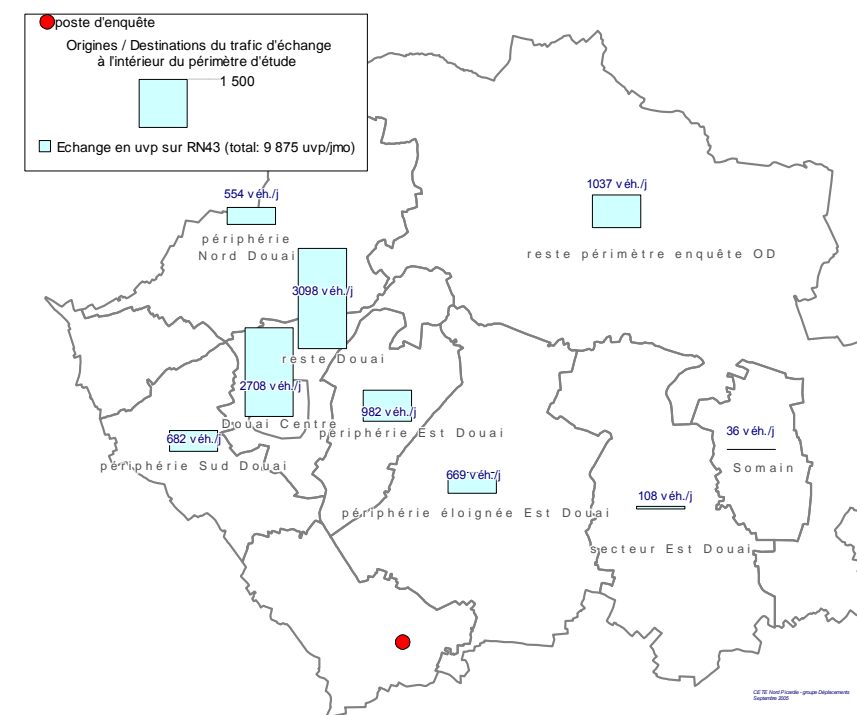 poste d'enquête
Origines / Destinations du trafic d'échange
à l'intérieur du périmètre d'étude
1 500
Echange en uvp sur RN43 (total: 9 875 uvp/jmo)
554 véh./j
périphérie
Nord Douai
1037 véh./j
reste périmètre enquête OD
3098 véh./j
reste Douai
2708 véh./j
Douai Centre
982 véh./j
périphérie Est Douai
682 véh./j
périphérie Sud Douai
36 véh./j
Somain
669 véh./j
périphérie éloignée Est Douai
108 véh./j
secteur Est Douai
CETE Nord Picardie - groupe Déplacements
Septembre 2005